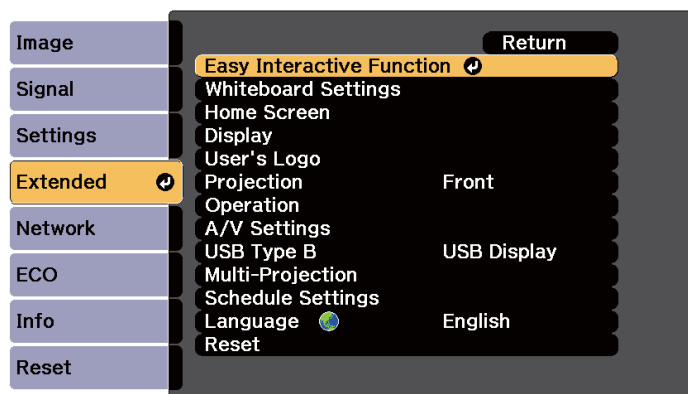 Image
Signal
Settings
Extended
Network
ECO
Info
Reset
Return
Easy Interactive Function
Whiteboard Settings
Home Screen
Display
User's Logo
Projection Front
Operation
A/V Settings
USB Type B USB Display
Multi-Projection
Schedule Settings
Language English
Reset